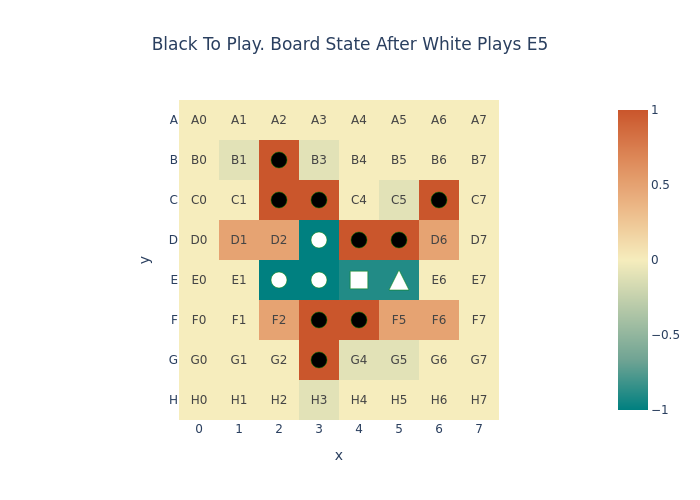 Black To Play. Board State After White Plays E5
A A0 A1 A2 A3 A4 A5 A6 A7 1
B B0 B1 B3 B4 B5 B6 B7
C C0 C1 C4 C5 C7 0.5
D D0 D1 D2 D6 D7
y 0
E E0 E1 E6 E7
F F0 F1 F2 F5 F6 F7 −0.5
G G0 G1 G2 G4 G5 G6 G7
H H0 H1 H2 H3 H4 H5 H6 H7 −1
0 1 2 3 4 5 6 7
x